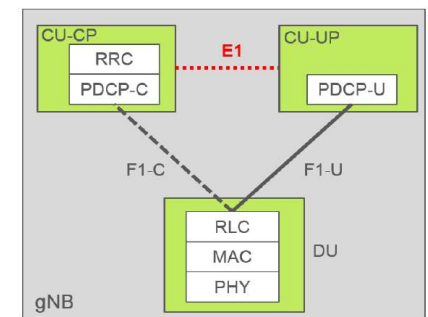 CU-CP
E1
CU-UP
RRC
PDCP-C
PDCP-U
F1-C
F1-U
RLC
MAC
PHY
DU
gNB